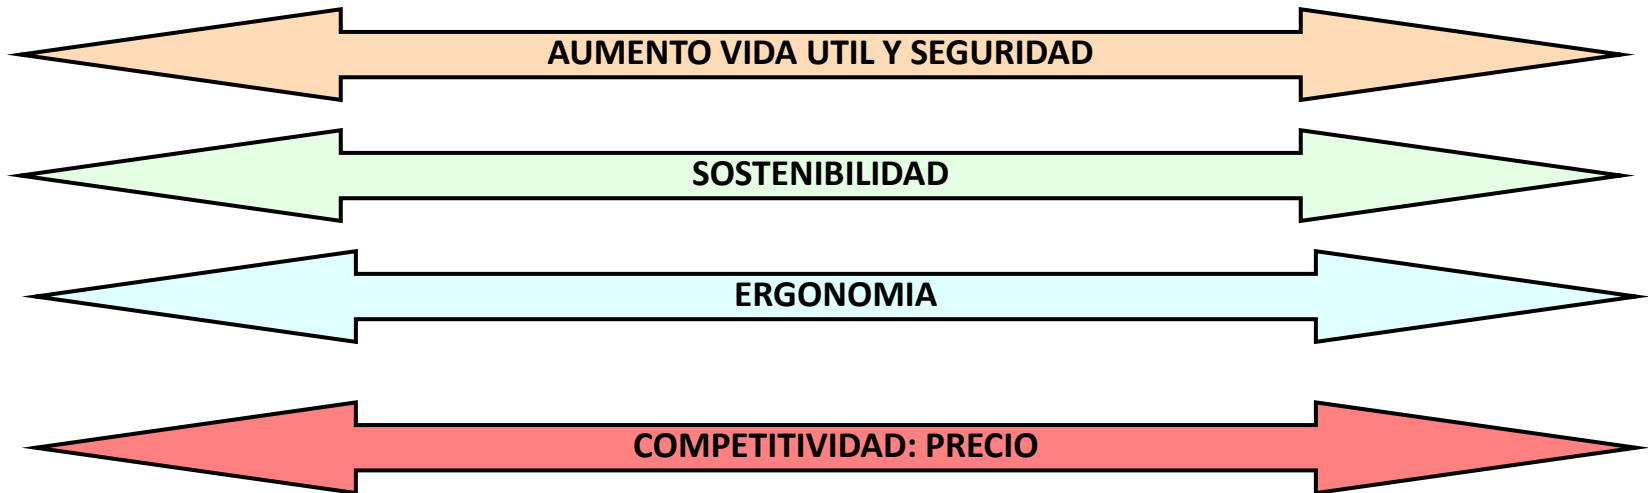 AUMENTO VIDA UTIL Y SEGURIDAD
SOSTENIBILIDAD
ERGONOMIA
COMPETITIVIDAD: PRECIO